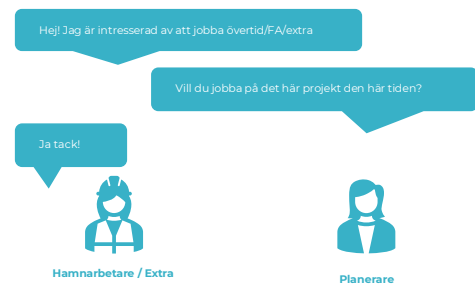 Hej! Jag är intresserad av att jobba övertid/FA/extra
Vill du jobba på det här projekt den här tiden?
Ja tack!
Hamnarbetare / Extra
Planerare